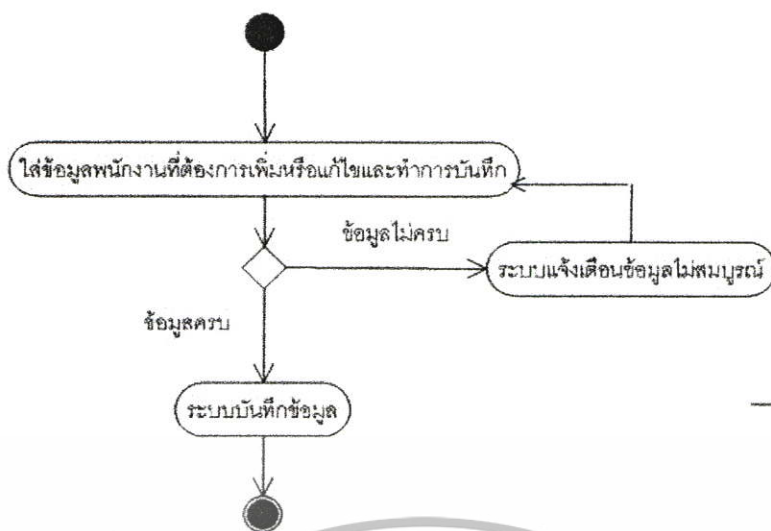 ใส่ข้อมูลพนักงานที่ต้องการเพิ่มหรือแก้ไขและทำการบันทึก
ข้อมูลไม่ครบ
ระบบแจ้งเตือนข้อมูลไม่สมบูรณ์
ข้อมูลครบ
ระบบบันทึกข้อมูล